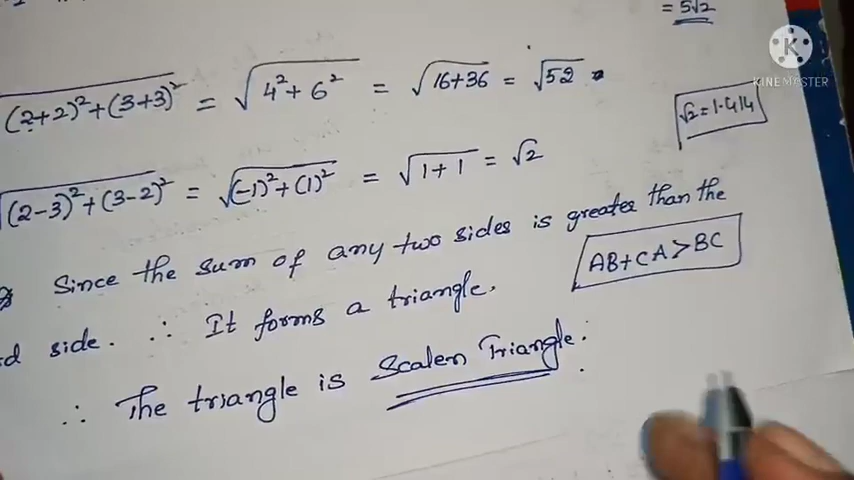 = 5√2
K
KINEMASTER
√(2+2)²+(3+3)² = √4²+6² = √16+36 = √52
√2 = 1.414
√(2-3)²+(3-2)² = √(-1)²+(1)² = √1+1 = √2
Since the sum of any two sides is greater than the
AB+CA>BC
side. ∴ It forms a triangle.
∴ The triangle is Scalen Triangle.